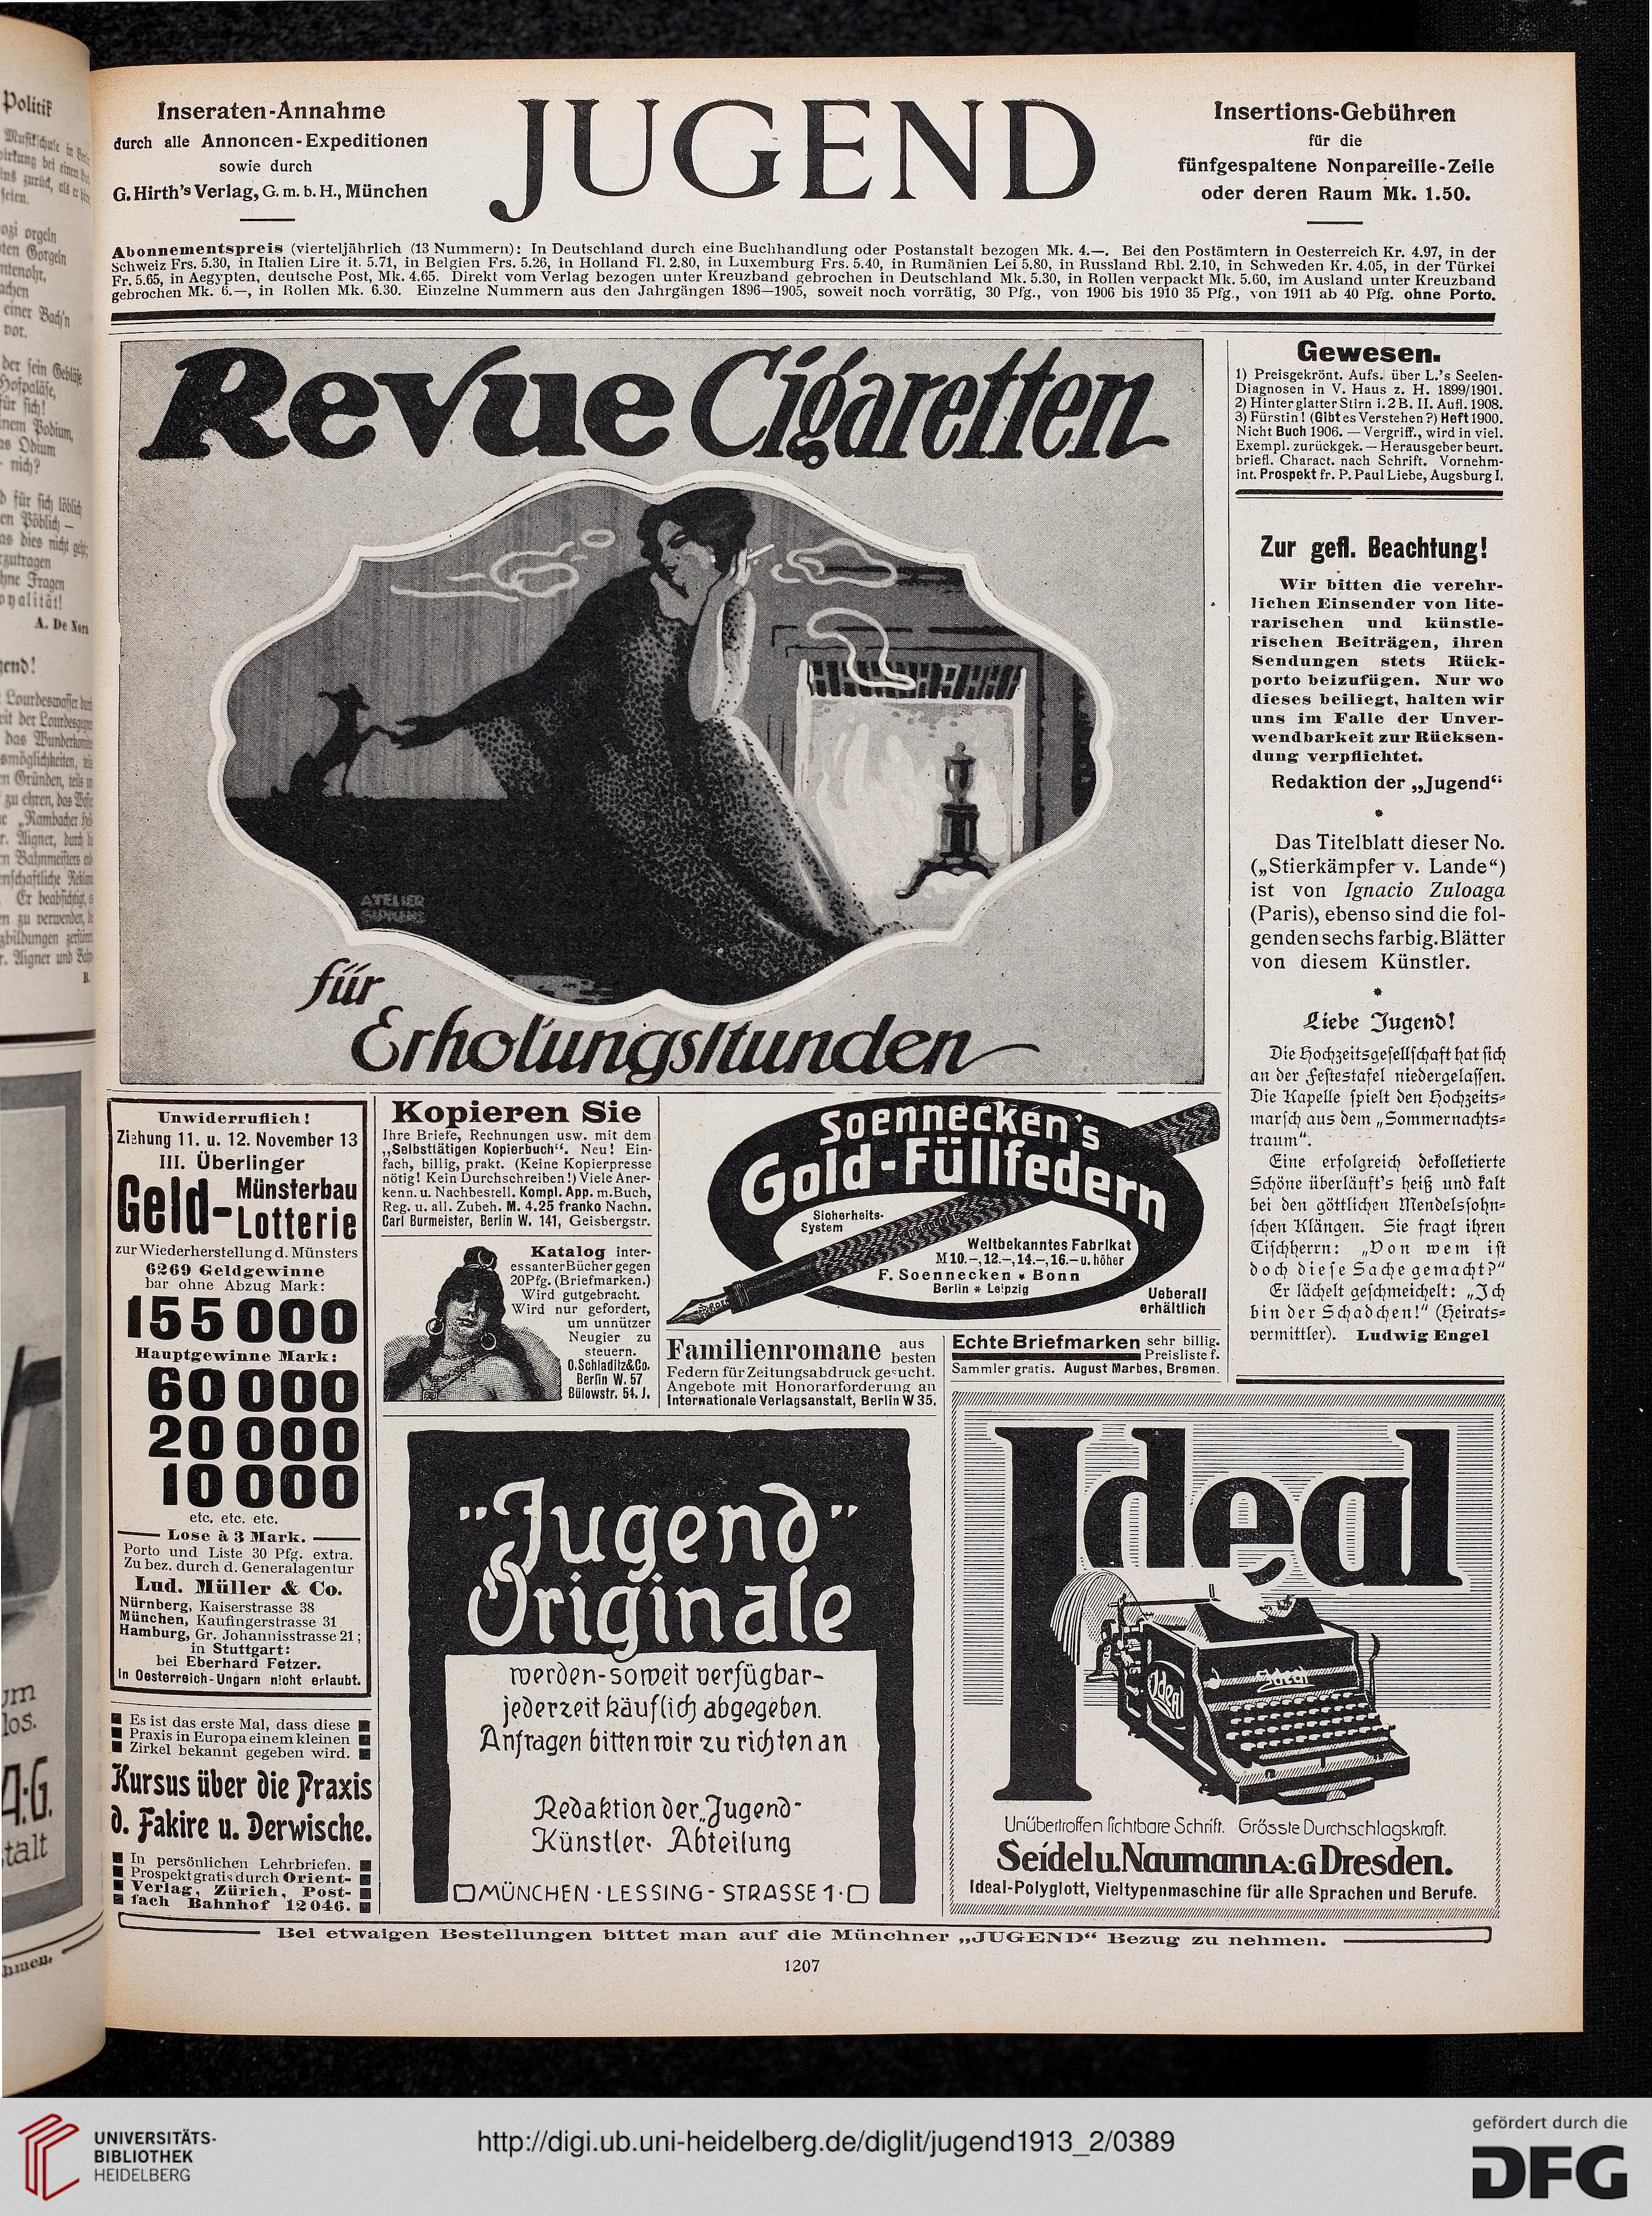 Inseraten-Annahme
durch alle Annoncen-Expeditionen
sowie durch
G. Hirth's Verlag, G. m. b. H., München
JUGEND
Insertions-Gebühren
für die
fünfgespaltene Nonpareille-Zeile
oder deren Raum Mk. 1.50.
Abonnementspreis (vierteljährlich (13 Nummern): In Deutschland durch eine Buchhandlung oder Postanstalt bezogen Mk. 4.—. Bei den Postämtern in Oesterreich Kr. 4.97, in der
Schweiz Frs. 5.30, in Italien Lire it. 5.71, in Belgien Frs. 5.26, in Holland Fl. 2.80, in Luxemburg Frs. 5.40, in Rumänien Lei 5.80, in Russland Rbl. 2.10, in Schweden Kr. 4.05, in der Türkei
Fr. 5.65, in Aegypten, deutsche Post, Mk. 4.65. Direkt vom Verlag bezogen unter Kreuzband gebrochen in Deutschland Mk. 5.30, in Rollen verpackt Mk. 5.60, im Ausland unter Kreuzband
gebrochen Mk. 6.—, in Rollen Mk. 6.30. Einzelne Nummern aus den Jahrgängen 1896—1905, soweit noch vorrätig, 30 Pfg., von 1906 bis 1910 35 Pfg., von 1911 ab 40 Pfg. ohne Porto.
Revue Cigaretten
ATELIER
für
Erholungsstunden
Gewesen.
1) Preisgekrönt. Aufs. über L.'s Seelen-
Diagnosen in V. Haus z. H. 1899/1901.
2) Hinter glatter Stirn i. 2 B. II. Aufl. 1908.
3) Fürstin! (Gibt es Verstehen?) Heft 1900.
Nicht Buch 1906. — Vergriff., wird in viel.
Exempl. zurückgek. — Herausgeber beurt.
briefl. Charact. nach Schrift. Vornehm-
int. Prospekt fr. P. Paul Liebe, Augsburg I.
Zur gefl. Beachtung!
Wir bitten die verehr-
lichen Einsender von lite-
rarischen und künstle-
rischen Beiträgen, ihren
Sendungen stets Rück-
porto beizufügen. Nur wo
dieses beiliegt, halten wir
uns im Falle der Unver-
wendbarkeit zur Rücksen-
dung verpflichtet.
Redaktion der „Jugend“
*
Das Titelblatt dieser No.
(„Stierkämpfer v. Lande“)
ist von Ignacio Zuloaga
(Paris), ebenso sind die fol-
genden sechs farbig. Blätter
von diesem Künstler.
*
Liebe Jugend!
Die Hochzeitsgesellschaft hat sich
an der Festestafel niedergelassen.
Die Kapelle spielt den Hochzeits-
marsch aus dem „Sommernachts-
traum“.
Eine erfolgreich dekolletierte
Schöne überläuft's heiß und kalt
bei den göttlichen Mendelssohn-
schen Klängen. Sie fragt ihren
Tischherrn: „Von wem ist
doch diese Sache gemacht?“
Er lächelt geschmeichelt: „Ich
bin der Schadchen!“ (Heirats-
vermittler). Ludwig Engel
Unwiderruflich!
Ziehung 11. u. 12. November 13
III. Überlinger
Geld-Münsterbau
Lotterie
zur Wiederherstellung d. Münsters
6269 Geldgewinne
bar ohne Abzug Mark:
155000
Hauptgewinne Mark:
60000
20000
10000
etc. etc. etc.
Lose à 3 Mark.
Porto und Liste 30 Pfg. extra.
Zu bez. durch d. Generalagentur
Lud. Müller & Co.
Nürnberg, Kaiserstrasse 38
München, Kaufingerstrasse 31
Hamburg, Gr. Johannisstrasse 21;
in Stuttgart:
bei Eberhard Fetzer.
In Oesterreich-Ungarn nicht erlaubt.
Es ist das erste Mal, dass diese
Praxis in Europa einem kleinen
Zirkel bekannt gegeben wird.
Kursus über die Praxis
d. Fakire u. Derwische.
In persönlichen Lehrbriefen.
Prospekt gratis durch Orient-
Verlag, Zürich, Post-
fach Bahnhof 12046.
Kopieren Sie
Ihre Briefe, Rechnungen usw. mit dem
„Selbsttätigen Kopierbuch“. Neu! Ein-
fach, billig, prakt. (Keine Kopierpresse
nötig! Kein Durchschreiben!) Viele Aner-
kenn. u. Nachbestell. Kompl. App. m. Buch,
Reg. u. all. Zubeh. M. 4.25 franko Nachn.
Carl Burmeister, Berlin W. 141, Geisbergstr.
Katalog inter-
essanter Bücher gegen
20 Pfg. (Briefmarken.)
Wird gutgebracht.
Wird nur gefordert,
um unnützer
Neugier zu
steuern.
O. Schladitz & Co.
Berlin W. 57
Bülowstr. 54. J.
Soennecken's
Gold-Füllfedern
Sicherheits-
System
Weltbekanntes Fabrikat
M 10.-, 12.-, 14.-, 16.- u. höher
F. Soennecken * Bonn
Berlin * Leipzig
Ueberall
erhältlich
Familienromane aus
besten
Federn für Zeitungsabdruck gesucht.
Angebote mit Honorarforderung an
Internationale Verlagsanstalt, Berlin W 35.
Echte Briefmarken sehr billig.
Preisliste f.
Sammler gratis. August Marbes, Bremen.
"Jugend"
Originale
werden-soweit verfügbar-
jederzeit käuflich abgegeben.
Anfragen bitten wir zu richten an
Redaktion der „Jugend"
Künstler-Abteilung
MÜNCHEN · LESSING-STRASSE 1·
Ideal
Ideal
Ideal
Unübertroffen sichtbare Schrift. Grösste Durchschlagskraft.
Seidel u. Naumann A-G Dresden.
Ideal-Polyglott, Vieltypenmaschine für alle Sprachen und Berufe.
Bei etwaigen Bestellungen bittet man auf die Münchner „JUGEND“ Bezug zu nehmen.
1207
UNIVERSITÄTS-
BIBLIOTHEK
HEIDELBERG
http://digi.ub.uni-heidelberg.de/diglit/jugend1913_2/0389
gefördert durch die
DFG